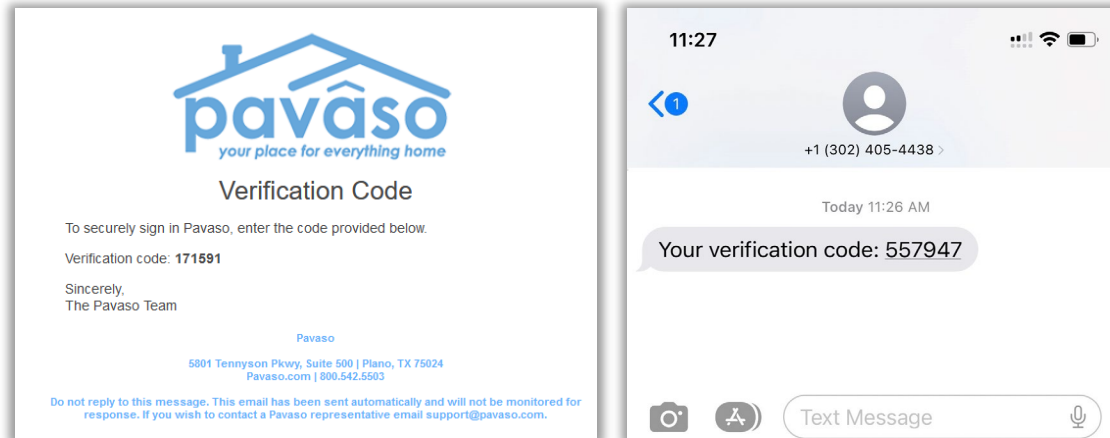 pavâso
your place for everything home
Verification Code
To securely sign in Pavaso, enter the code provided below.
Verification code: 171591
Sincerely,
The Pavaso Team
Pavaso
5801 Tennyson Pkwy, Suite 500 | Plano, TX 75024
Pavaso.com | 800.542.5503
Do not reply to this message. This email has been sent automatically and will not be monitored for
response. If you wish to contact a Pavaso representative email support@pavaso.com.
11:27
1
+1 (302) 405-4438
Today 11:26 AM
Your verification code: 557947
Text Message